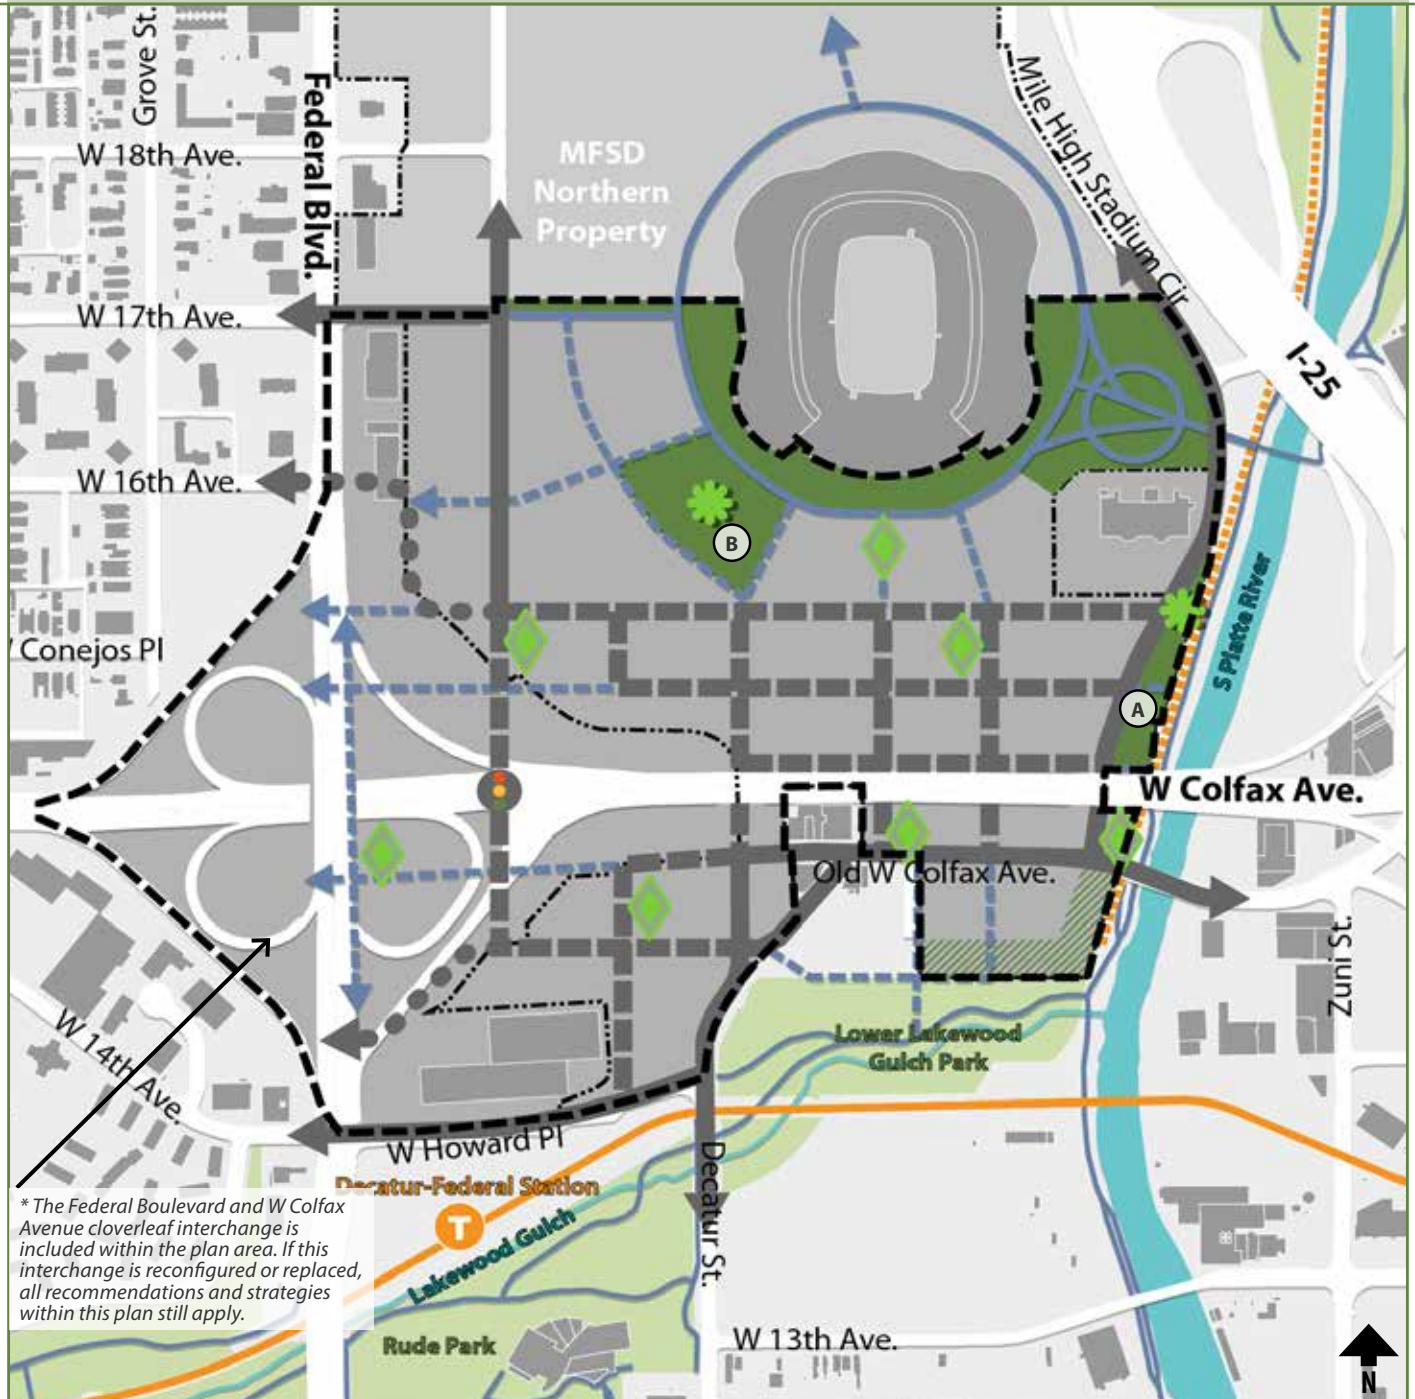 Grove St.
Federal Blvd.
W 18th Ave.
MFSD
Northern
Property
Mile High Stadium Cir
W 17th Ave.
I-25
W 16th Ave.
B
S Platte River
Conejos Pl
A
W Colfax Ave.
Old W Colfax Ave.
Zuni St.
W 14th Ave.
Lower Lakewood
Gulch Park
W Howard Pl
Decatur-Federal Station
T
Lakewood Gulch
Decatur St.
* The Federal Boulevard and W Colfax
Avenue cloverleaf interchange is
included within the plan area. If this
interchange is reconfigured or replaced,
all recommendations and strategies
within this plan still apply.
Rude Park
W 13th Ave.
N